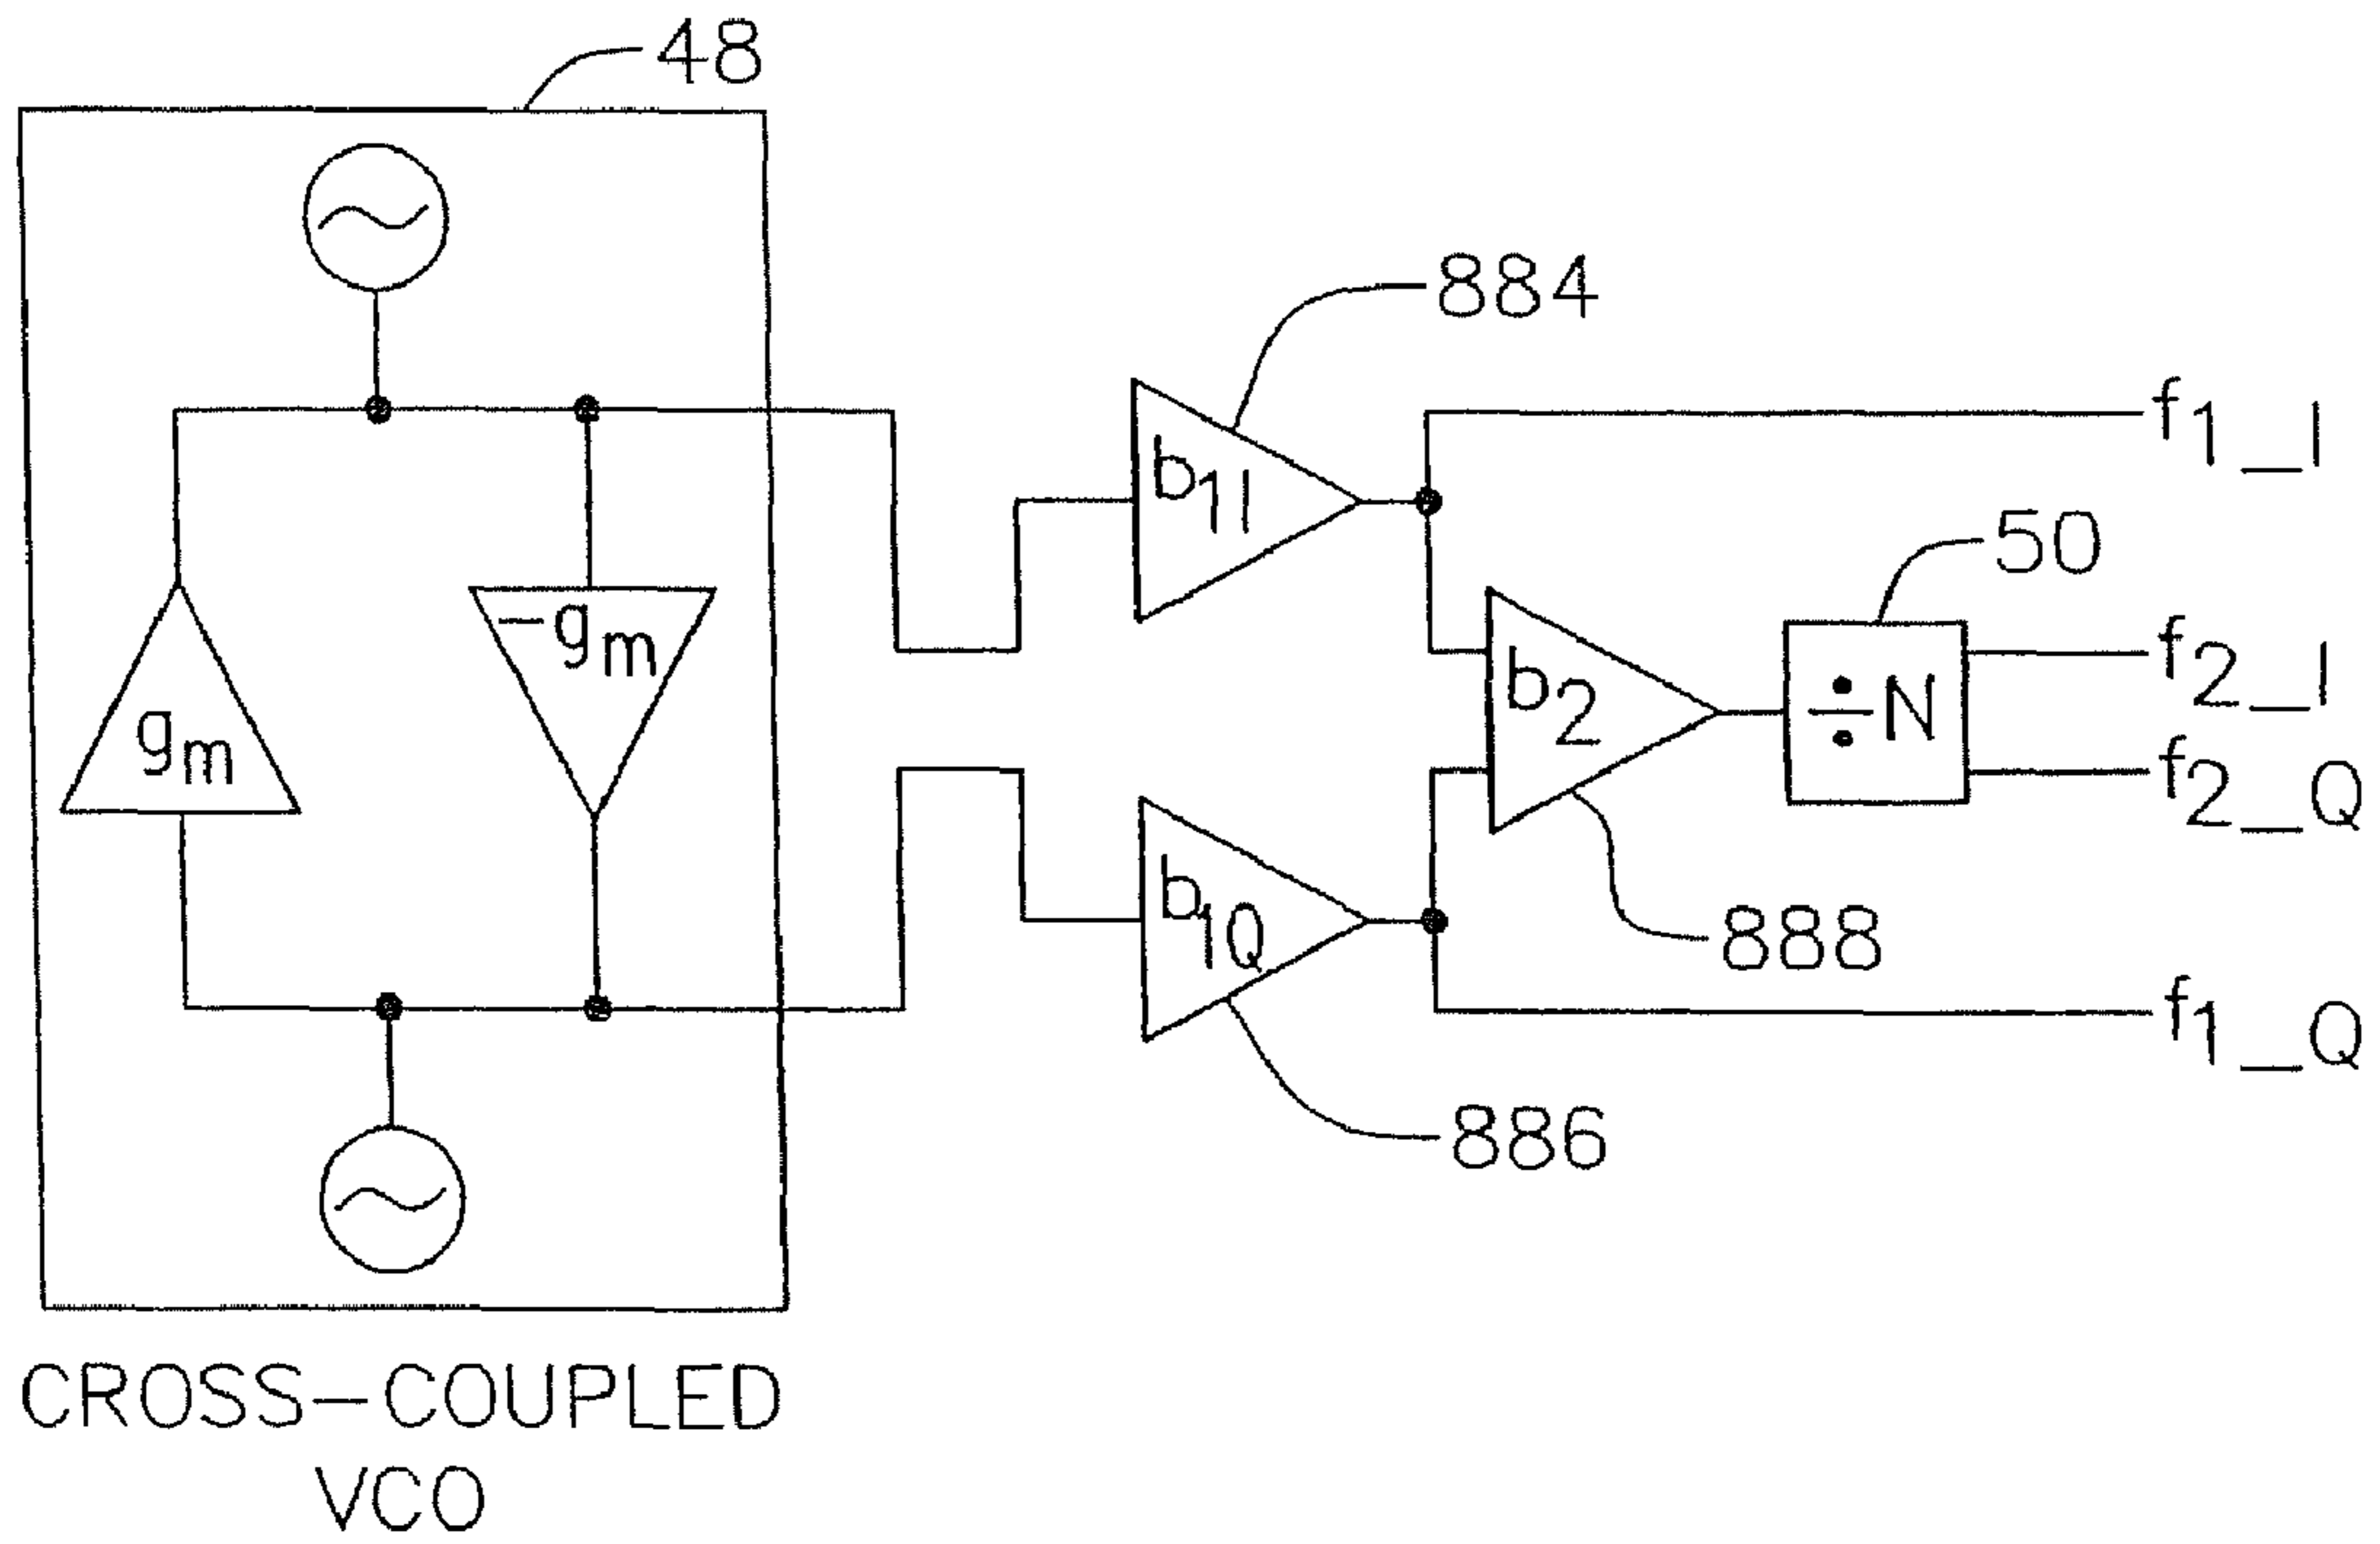 48
884
b1I
f1_I
-gm
50
b2
÷N
f2_I
gm
f2_Q
b1Q
888
f1_Q
886
CROSS-COUPLED
VCO